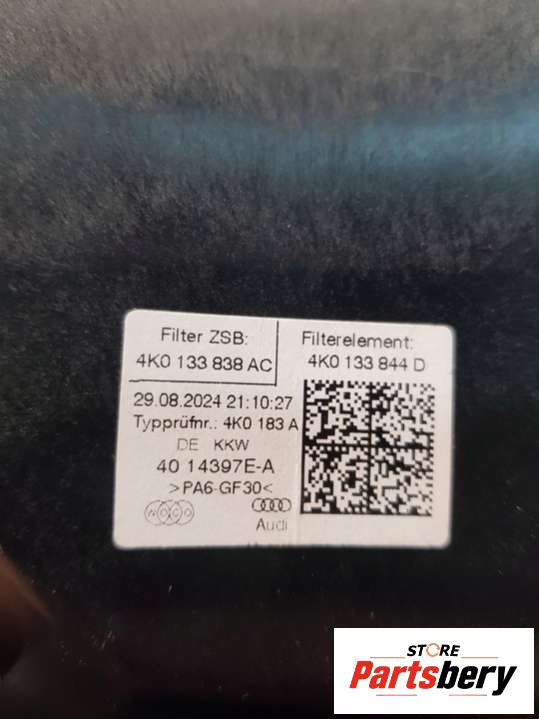 Filter ZSB:
4K0 133 838 AC
Filterelement:
4K0 133 844 D
29.08.2024 21:10:27
Typprüfnr.: 4K0 183 A
DE KKW
40 14397E-A
>PA6-GF30<
WOCO
Audi
STORE
Partsbery